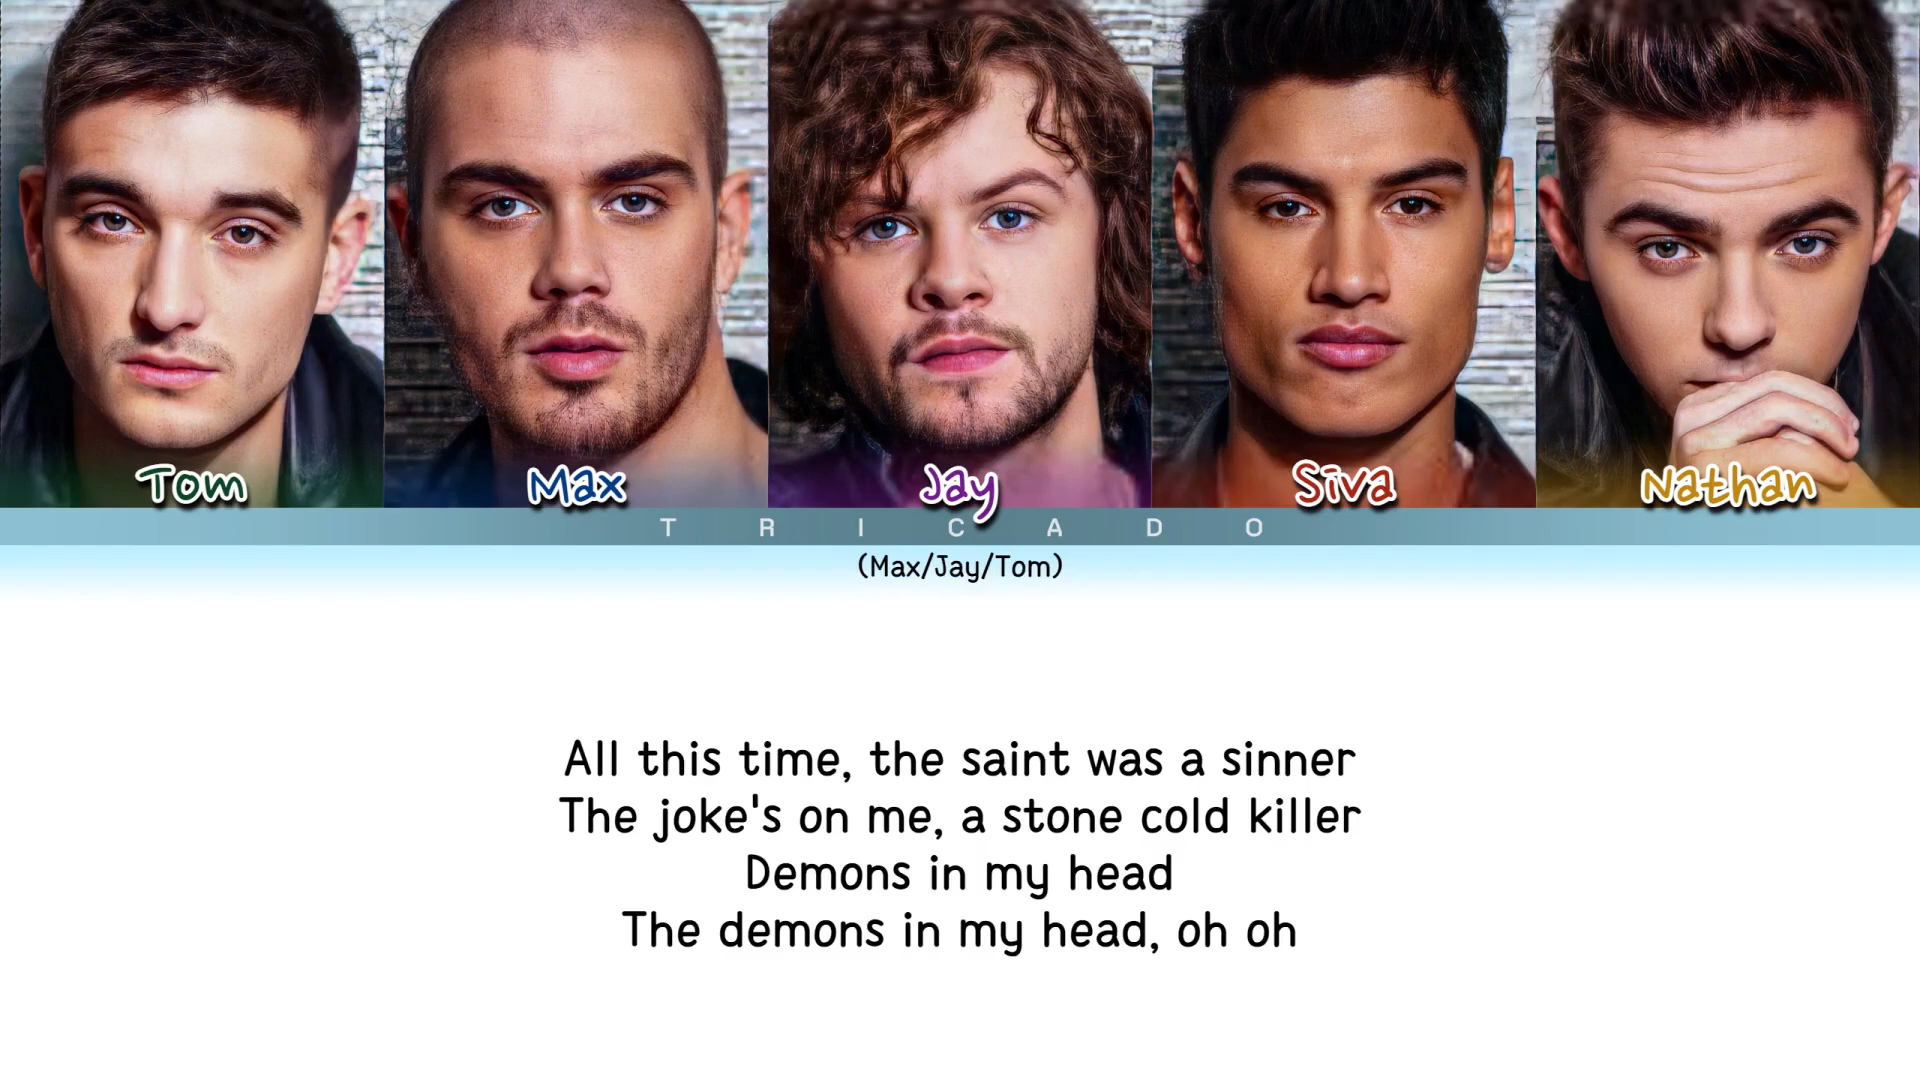 Tom Max Jay Siva Nathan
TRICADO
(Max/Jay/Tom)
All this time, the saint was a sinner
The joke's on me, a stone cold killer
Demons in my head
The demons in my head, oh oh